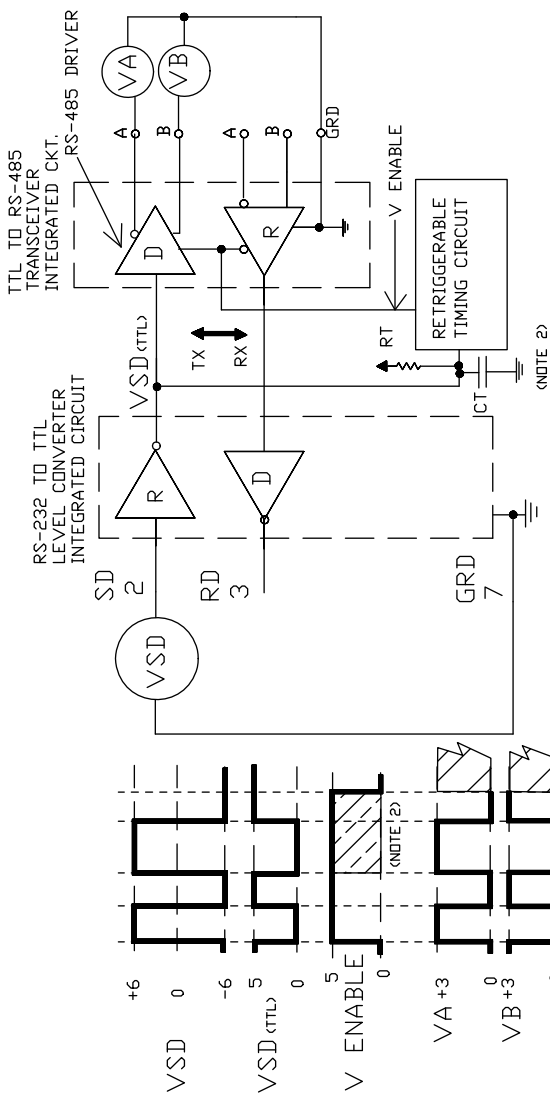 TTL TO RS-485
TRANSCEIVER
INTEGRATED CKT.
RS-485 DRIVER
RS-232 TO TTL
LEVEL CONVERTER
INTEGRATED CIRCUIT
VSD
SD
2
R
VSD(TTL)
D
A
VA
B
VB
TX
RX
RD
3
D
R
A
B
GRD
GRD
7
V ENABLE
RT
CT
RETRIGGERABLE
TIMING CIRCUIT
(NOTE 2)
VSD
+6
0
-6
VSD(TTL)
5
0
V ENABLE
5
0
(NOTE 2)
VA
+3
0
VB
+3
0